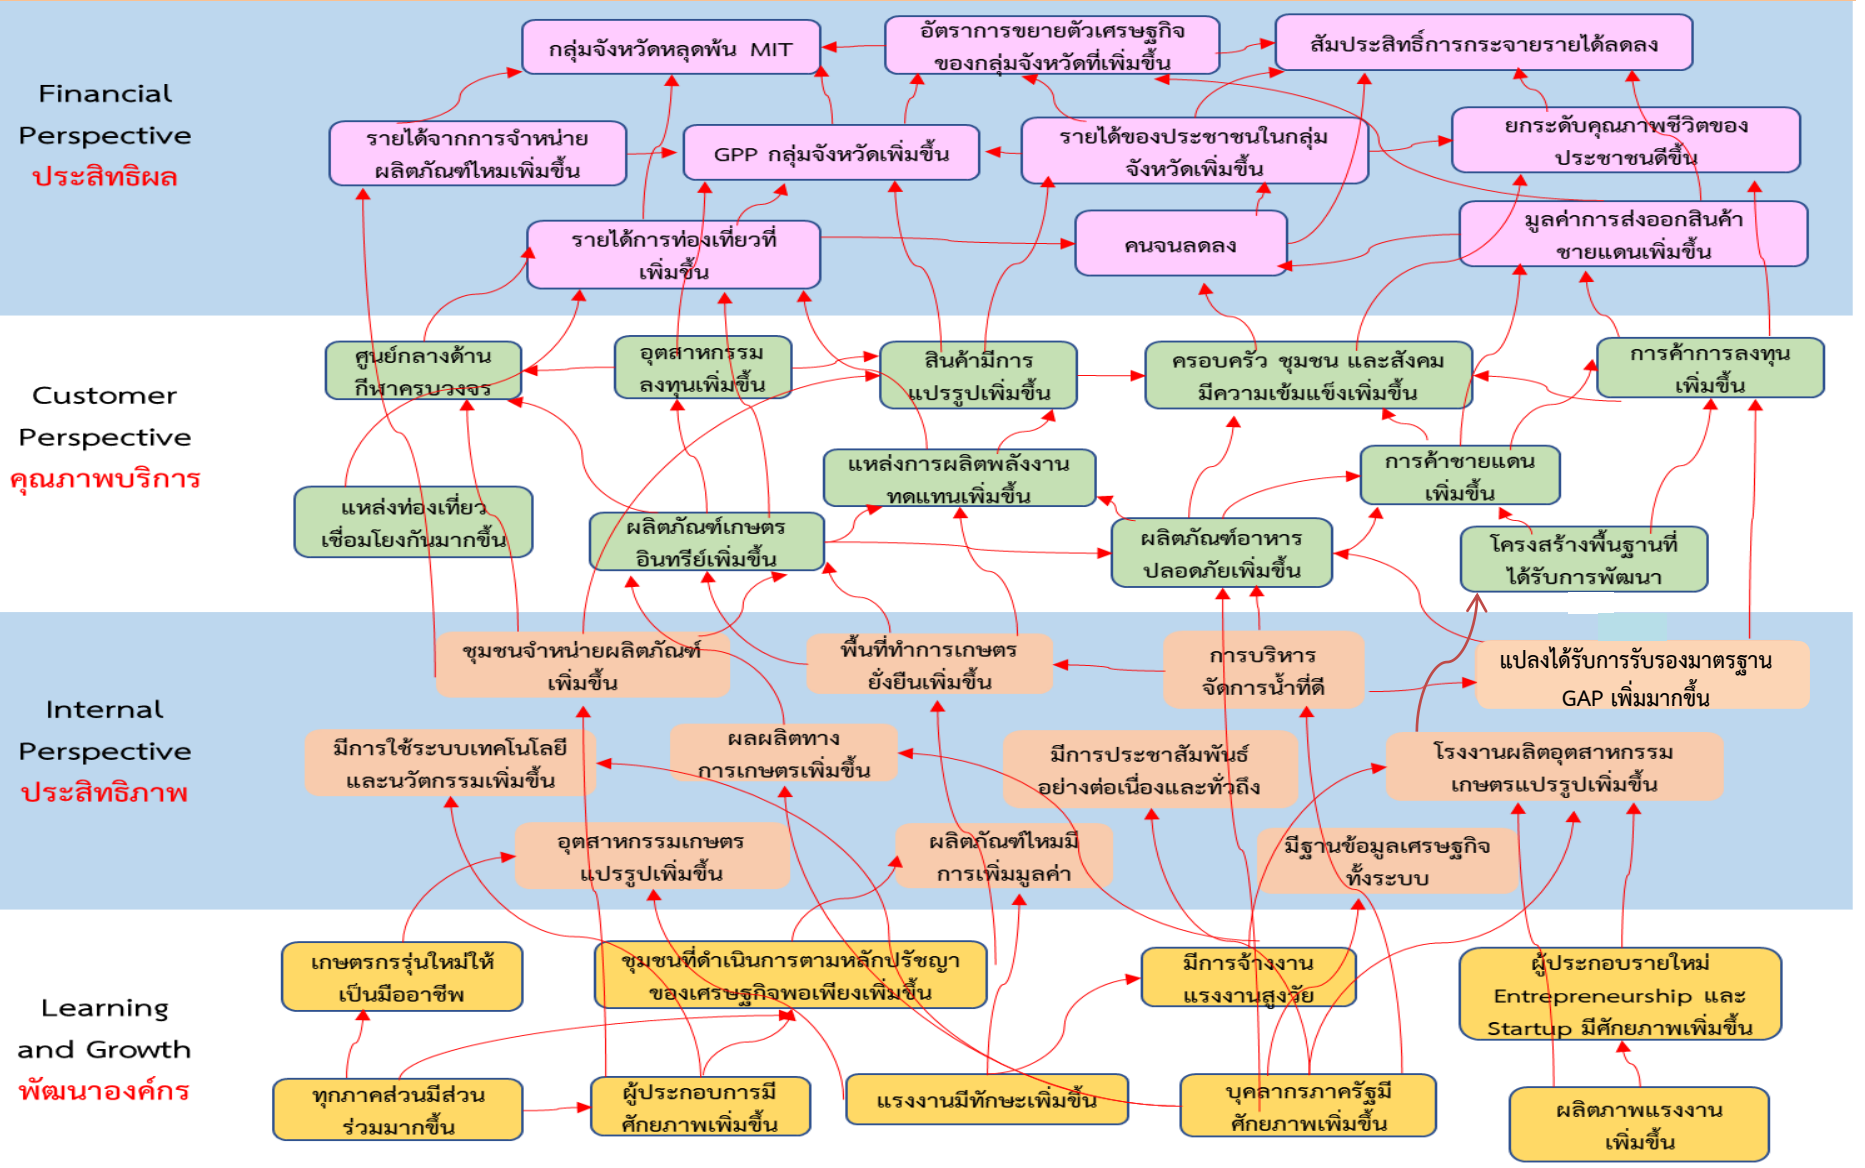 Financial
Perspective
ประสิทธิผล
กลุ่มจังหวัดหลุดพ้น MIT
อัตราการขยายตัวเศรษฐกิจ
ของกลุ่มจังหวัดที่เพิ่มขึ้น
สัมประสิทธิ์การกระจายรายได้ลดลง
รายได้จากการจำหน่าย
ผลิตภัณฑ์ไหมเพิ่มขึ้น
GPP กลุ่มจังหวัดเพิ่มขึ้น
รายได้ของประชาชนในกลุ่ม
จังหวัดเพิ่มขึ้น
ยกระดับคุณภาพชีวิตของ
ประชาชนดีขึ้น
รายได้การท่องเที่ยวที่
เพิ่มขึ้น
คนจนลดลง
มูลค่าการส่งออกสินค้า
ชายแดนเพิ่มขึ้น
Customer
Perspective
คุณภาพบริการ
ศูนย์กลางด้าน
กีฬาครบวงจร
อุตสาหกรรม
ลงทุนเพิ่มขึ้น
สินค้ามีการ
แปรรูปเพิ่มขึ้น
ครอบครัว ชุมชน และสังคม
มีความเข้มแข็งเพิ่มขึ้น
การค้าการลงทุน
เพิ่มขึ้น
แหล่งท่องเที่ยว
เชื่อมโยงกันมากขึ้น
ผลิตภัณฑ์เกษตร
อินทรีย์เพิ่มขึ้น
แหล่งการผลิตพลังงาน
ทดแทนเพิ่มขึ้น
ผลิตภัณฑ์อาหาร
ปลอดภัยเพิ่มขึ้น
การค้าชายแดน
เพิ่มขึ้น
โครงสร้างพื้นฐานที่
ได้รับการพัฒนา
Internal
Perspective
ประสิทธิภาพ
ชุมชนจำหน่ายผลิตภัณฑ์
เพิ่มขึ้น
พื้นที่ทำการเกษตร
ยั่งยืนเพิ่มขึ้น
การบริหาร
จัดการน้ำที่ดี
แปลงได้รับการรับรองมาตรฐาน
GAP เพิ่มมากขึ้น
มีการใช้ระบบเทคโนโลยี
และนวัตกรรมเพิ่มขึ้น
ผลผลิตทาง
การเกษตรเพิ่มขึ้น
มีการประชาสัมพันธ์
อย่างต่อเนื่องและทั่วถึง
โรงงานผลิตอุตสาหกรรม
เกษตรแปรรูปเพิ่มขึ้น
อุตสาหกรรมเกษตร
แปรรูปเพิ่มขึ้น
ผลิตภัณฑ์ไหมมี
การเพิ่มมูลค่า
มีฐานข้อมูลเศรษฐกิจ
ทั้งระบบ
Learning
and Growth
พัฒนาองค์กร
เกษตรกรรุ่นใหม่ให้
เป็นมืออาชีพ
ชุมชนที่ดำเนินการตามหลักปรัชญา
ของเศรษฐกิจพอเพียงเพิ่มขึ้น
มีการจ้างงาน
แรงงานสูงวัย
ผู้ประกอบรายใหม่
Entrepreneurship และ
Startup มีศักยภาพเพิ่มขึ้น
ทุกภาคส่วนมีส่วน
ร่วมมากขึ้น
ผู้ประกอบการมี
ศักยภาพเพิ่มขึ้น
แรงงานมีทักษะเพิ่มขึ้น
บุคลากรภาครัฐมี
ศักยภาพเพิ่มขึ้น
ผลิตภาพแรงงาน
เพิ่มขึ้น